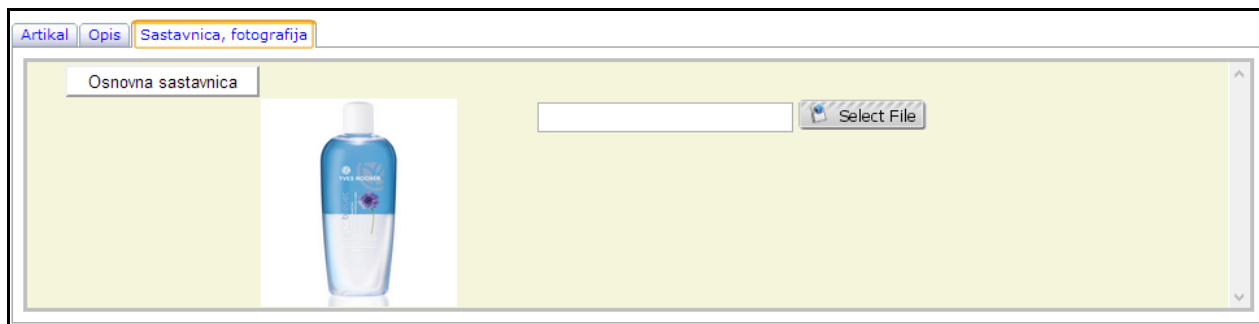 Artikal Opis Sastavnica, fotografija
Osnovna sastavnica
Select File
YVES ROCHER